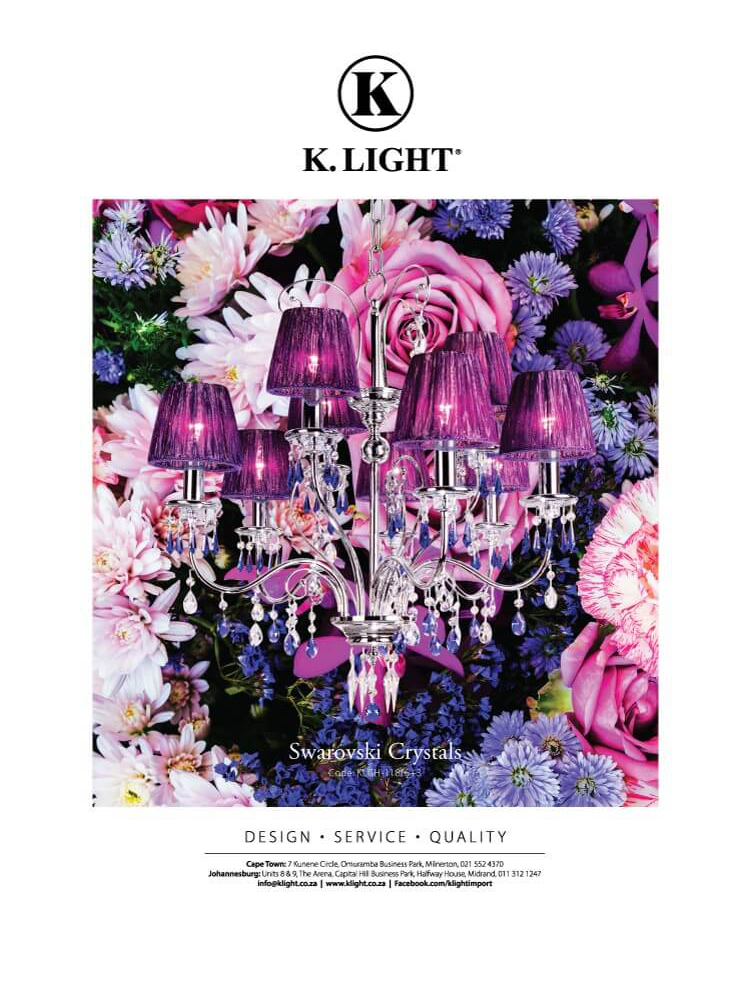 K
K. LIGHT®
Swarovski Crystals
Code:
DESIGN • SERVICE • QUALITY
Cape Town: 7 Kunene Circle, Omuramba Business Park, Milnerton, 021 552 4370
Johannesburg: Units 8 & 9, The Arena, Capital Hill Business Park, Halfway House, Midrand, 011 312 1247
info@klight.co.za | www.klight.co.za | Facebook.com/klightimport